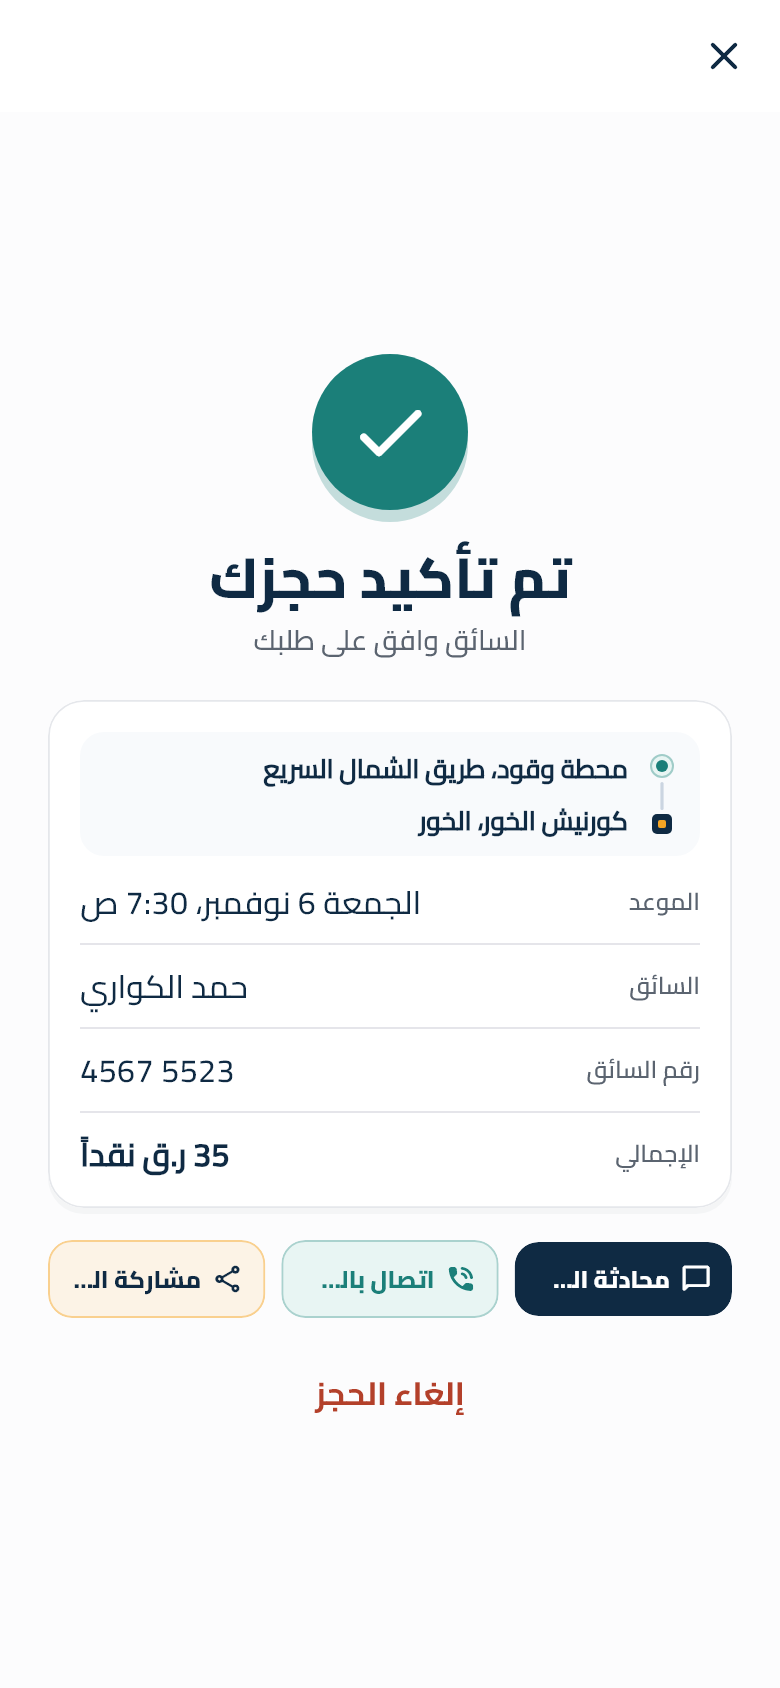 تم تأكيد حجزك
السائق وافق على طلبك
محطة وقود، طريق الشمال السريع
كورنيش الخور، الخور
الموعد الجمعة 6 نوفمبر، 7:30 ص
السائق حمد الكواري
رقم السائق 5523 4567
الإجمالي 35 ر.ق نقداً
محادثة الـ... اتصال بالـ... مشاركة الـ...
إلغاء الحجز